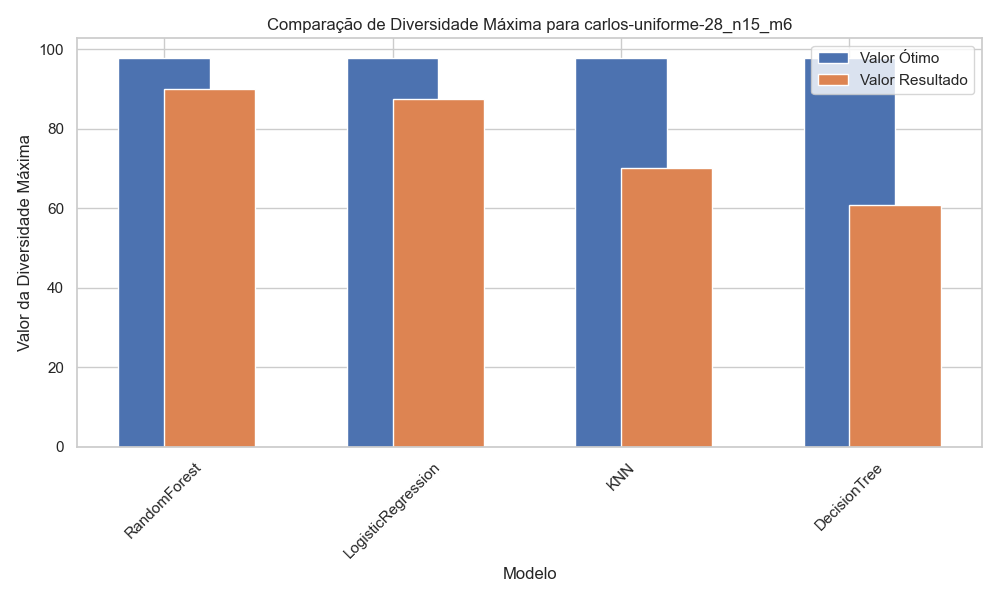 Comparação de Diversidade Máxima para carlos-uniforme-28_n15_m6
Valor Ótimo
Valor Resultado
Valor da Diversidade Máxima
100
80
60
40
20
0
RandomForest
LogisticRegression
KNN
DecisionTree
Modelo